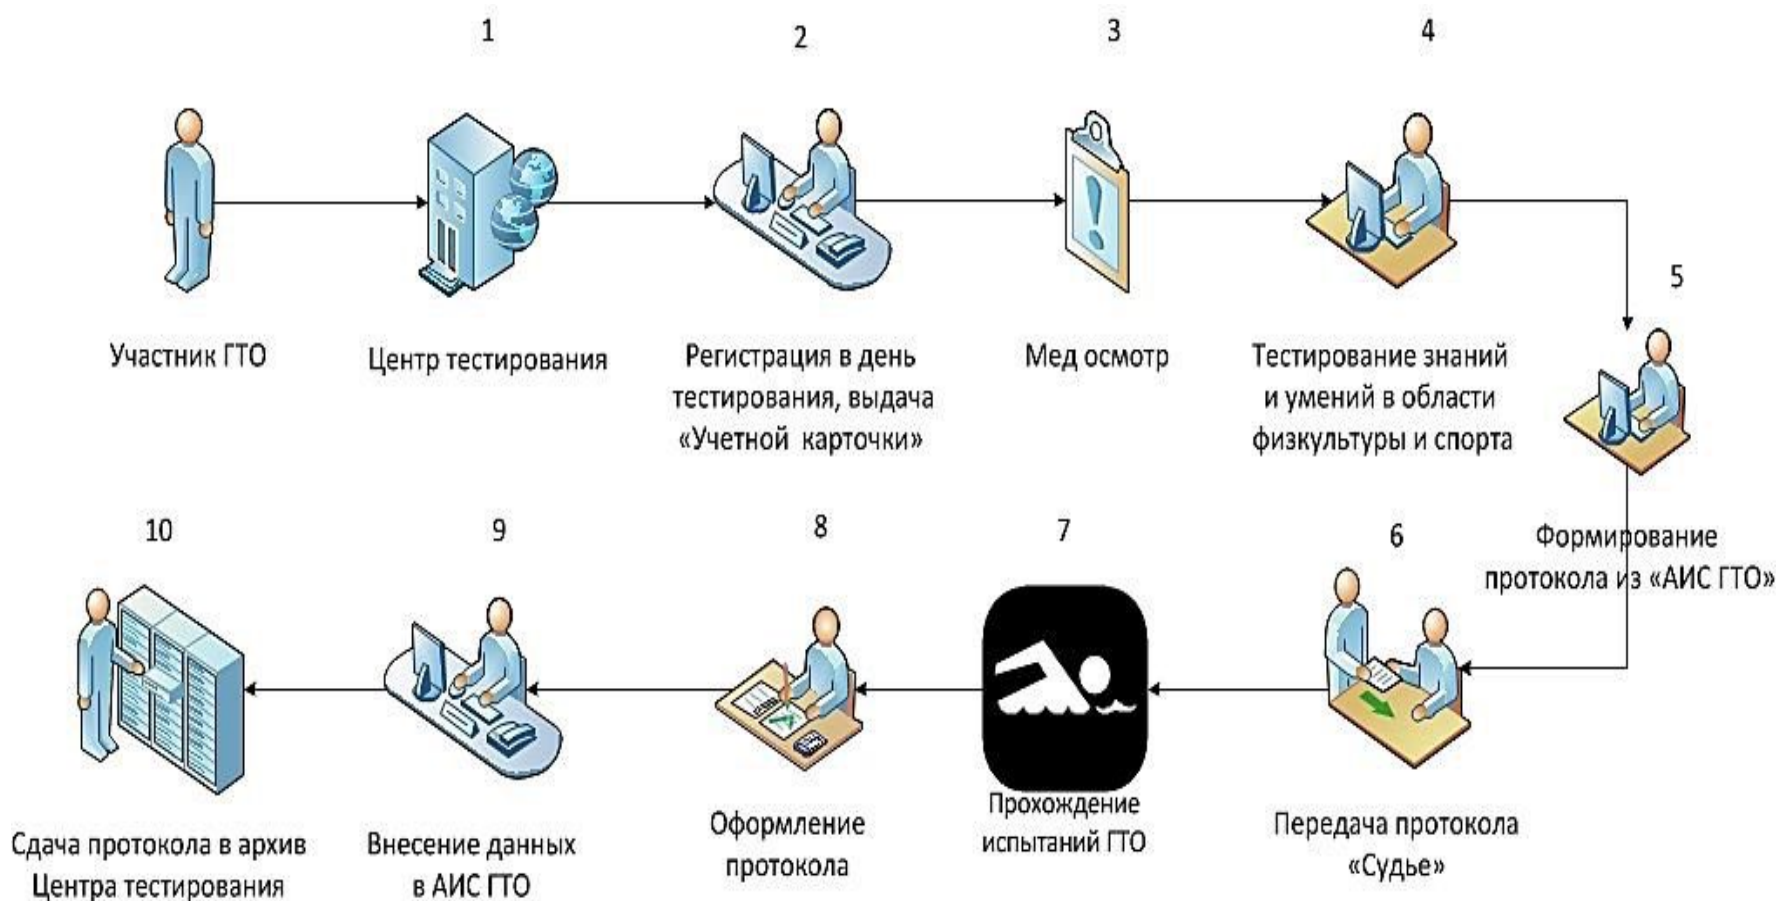 1
2
3
4
Участник ГТО
Центр тестирования
Регистрация в день
тестирования, выдача
«Учетной карточки»
Мед осмотр
Тестирование знаний
и умений в области
физкультуры и спорта
5
Формирование
протокола из «АИС ГТО»
10
9
8
7
6
Сдача протокола в архив
Центра тестирования
Внесение данных
в АИС ГТО
Оформление
протокола
Прохождение
испытаний ГТО
Передача протокола
«Судье»